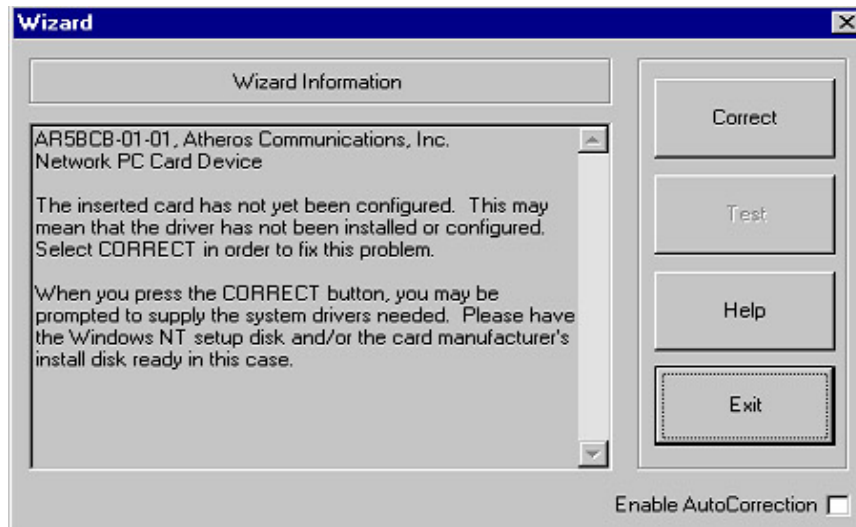 Wizard
Wizard Information
AR5BCB-01-01, Atheros Communications, Inc.
Network PC Card Device
The inserted card has not yet been configured. This may
mean that the driver has not been installed or configured.
Select CORRECT in order to fix this problem.
When you press the CORRECT button, you may be
prompted to supply the system drivers needed. Please have
the Windows NT setup disk and/or the card manufacturer's
install disk ready in this case.
Correct
Test
Help
Exit
Enable AutoCorrection